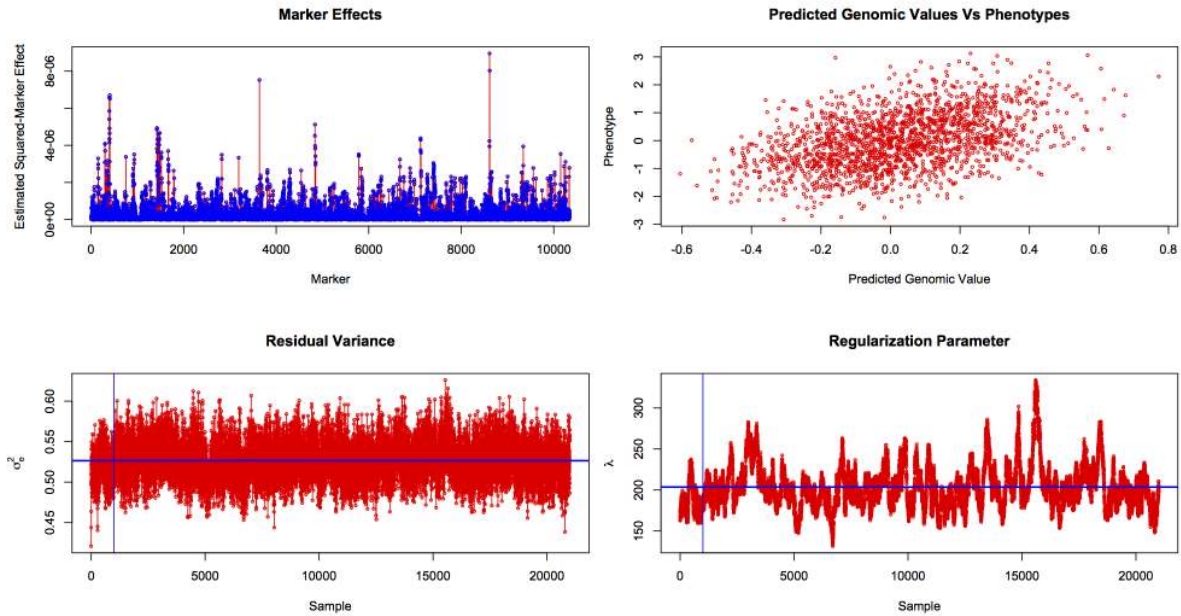 Marker Effects
Estimated Squared-Marker Effect
0e+00 4e-06 8e-06
0 2000 4000 6000 8000 10000
Marker
Predicted Genomic Values Vs Phenotypes
Phenotype
3
2
1
0
-1
-2
-3
-0.6 -0.4 -0.2 0.0 0.2 0.4 0.6 0.8
Predicted Genomic Value
Residual Variance
σ²e
0.45 0.50 0.55 0.60
0 5000 10000 15000 20000
Sample
Regularization Parameter
λ
150 200 250 300
0 5000 10000 15000 20000
Sample